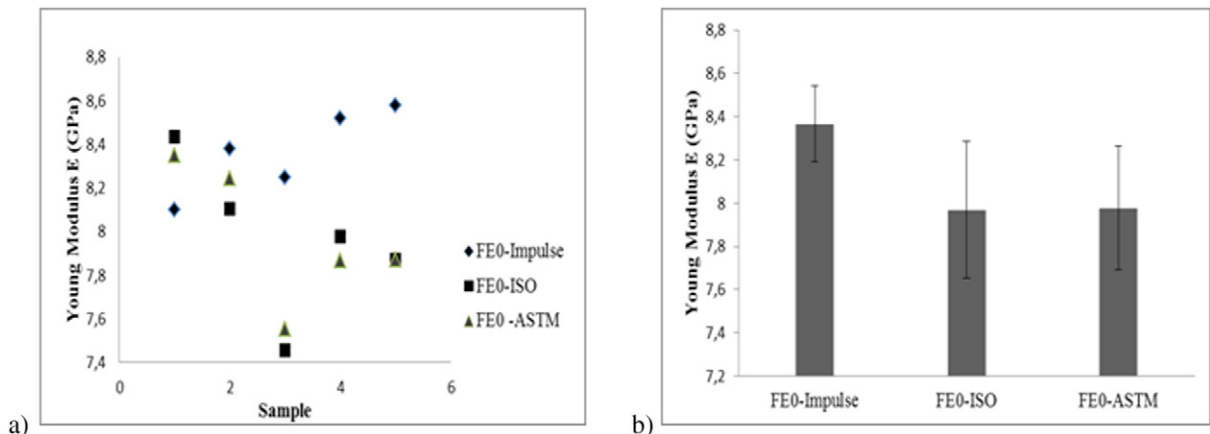 8,8
8,6
8,4
8,2
8
7,8
7,6
7,4
Young Modulus E (GPa)
0 2 4 6
Sample
FE0-Impulse
FE0-ISO
FE0 -ASTM
a)
8,8
8,6
8,4
8,2
8
7,8
7,6
7,4
7,2
Young Modulus E (GPa)
FE0-Impulse FE0-ISO FE0-ASTM
b)